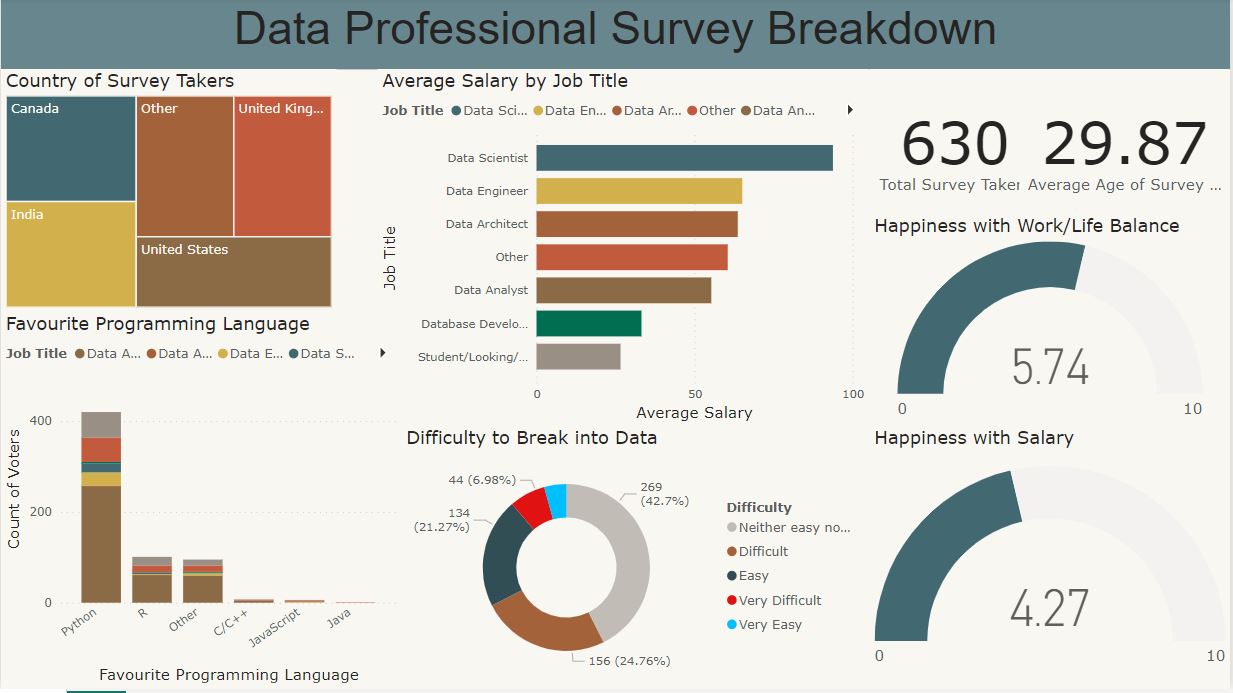 Data Professional Survey Breakdown
Country of Survey Takers
Canada
Other
United King...
India
United States
Average Salary by Job Title
Job Title Data Sci... Data En... Data Ar... Other Data An...
Job Title
Data Scientist
Data Engineer
Data Architect
Other
Data Analyst
Database Develo...
Student/Looking/...
0 50 100
Average Salary
630 29.87
Total Survey Taker Average Age of Survey ...
Happiness with Work/Life Balance
5.74
0 10
Favourite Programming Language
Job Title Data A... Data A... Data E... Data S...
Count of Voters
400
200
0
Python R Other C/C++ JavaScript Java
Favourite Programming Language
Difficulty to Break into Data
44 (6.98%)
269
(42.7%)
134
(21.27%)
156 (24.76%)
Difficulty
Neither easy no...
Difficult
Easy
Very Difficult
Very Easy
Happiness with Salary
4.27
0 10